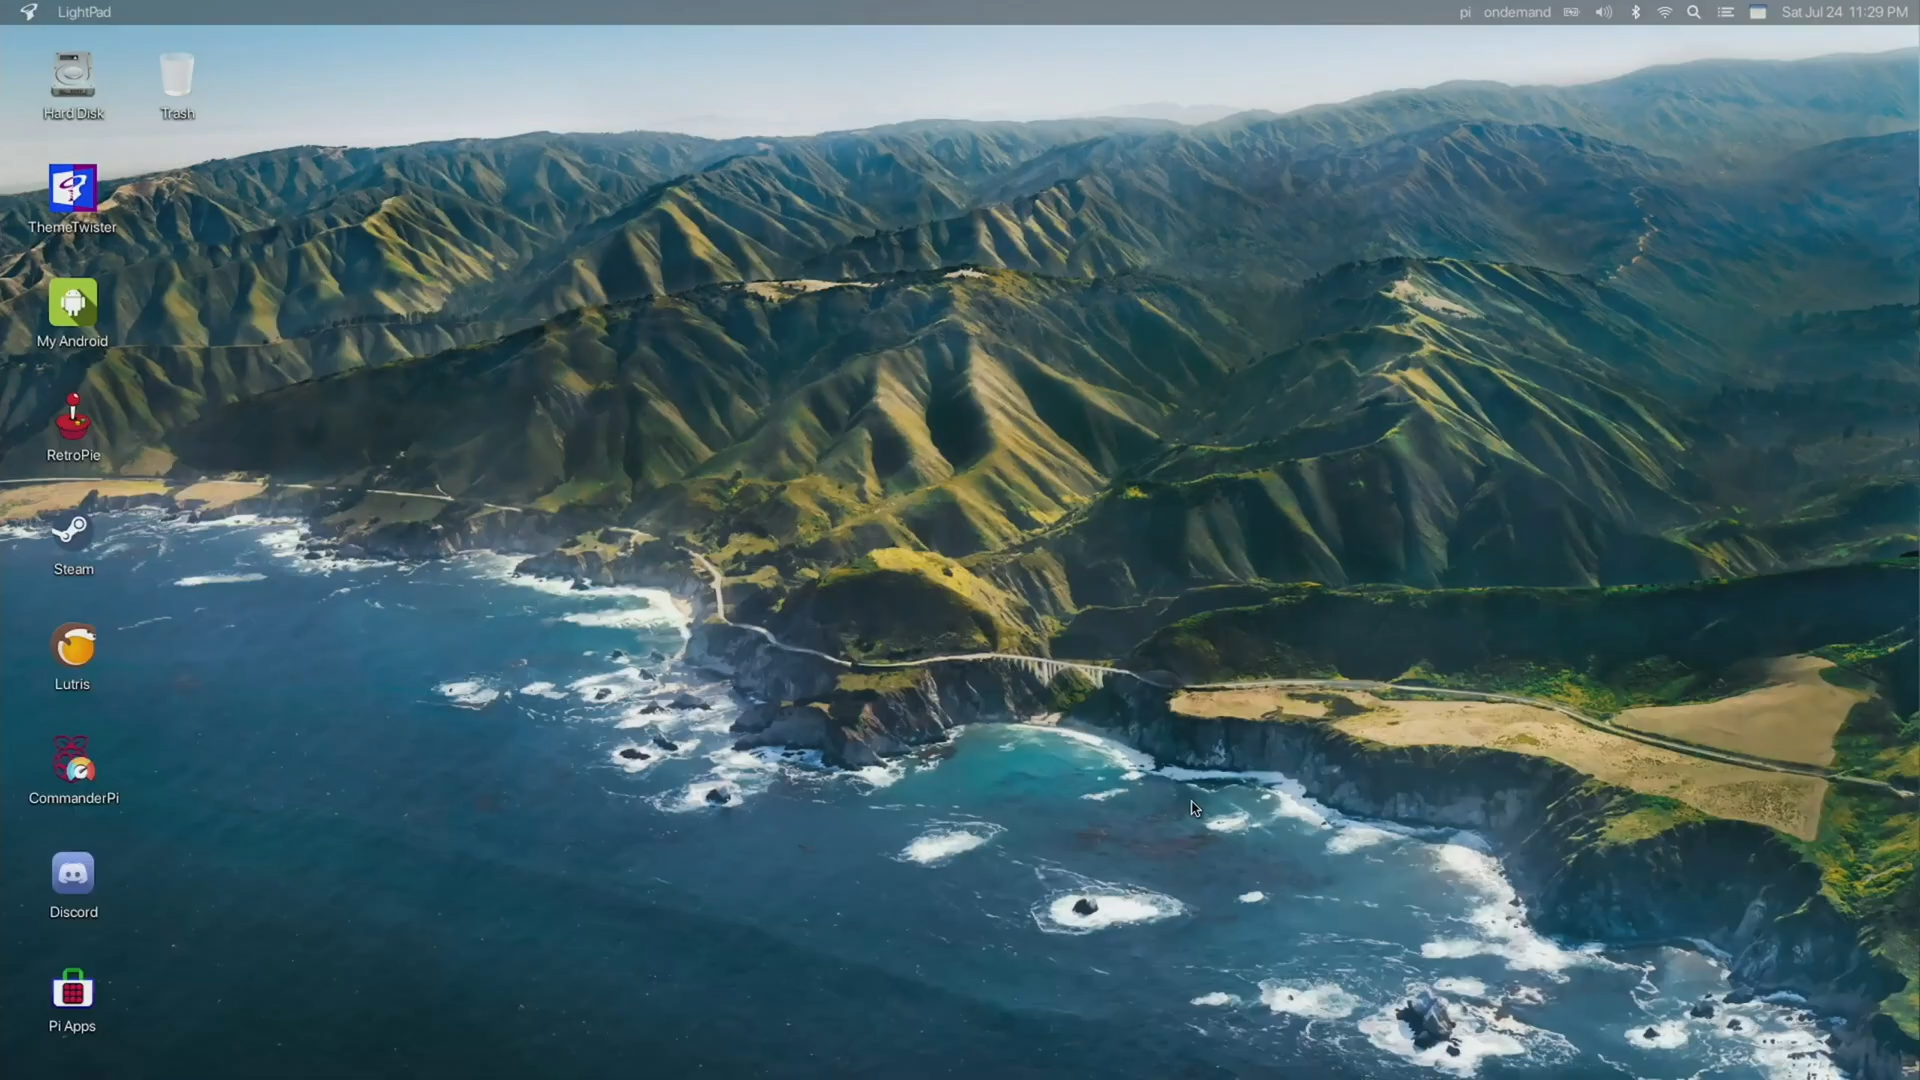 LightPad
pi ondemand Sat Jul 24 11:29 PM
Hard Disk
Trash
ThemeTwister
My Android
RetroPie
Steam
Lutris
CommanderPi
Discord
Pi Apps